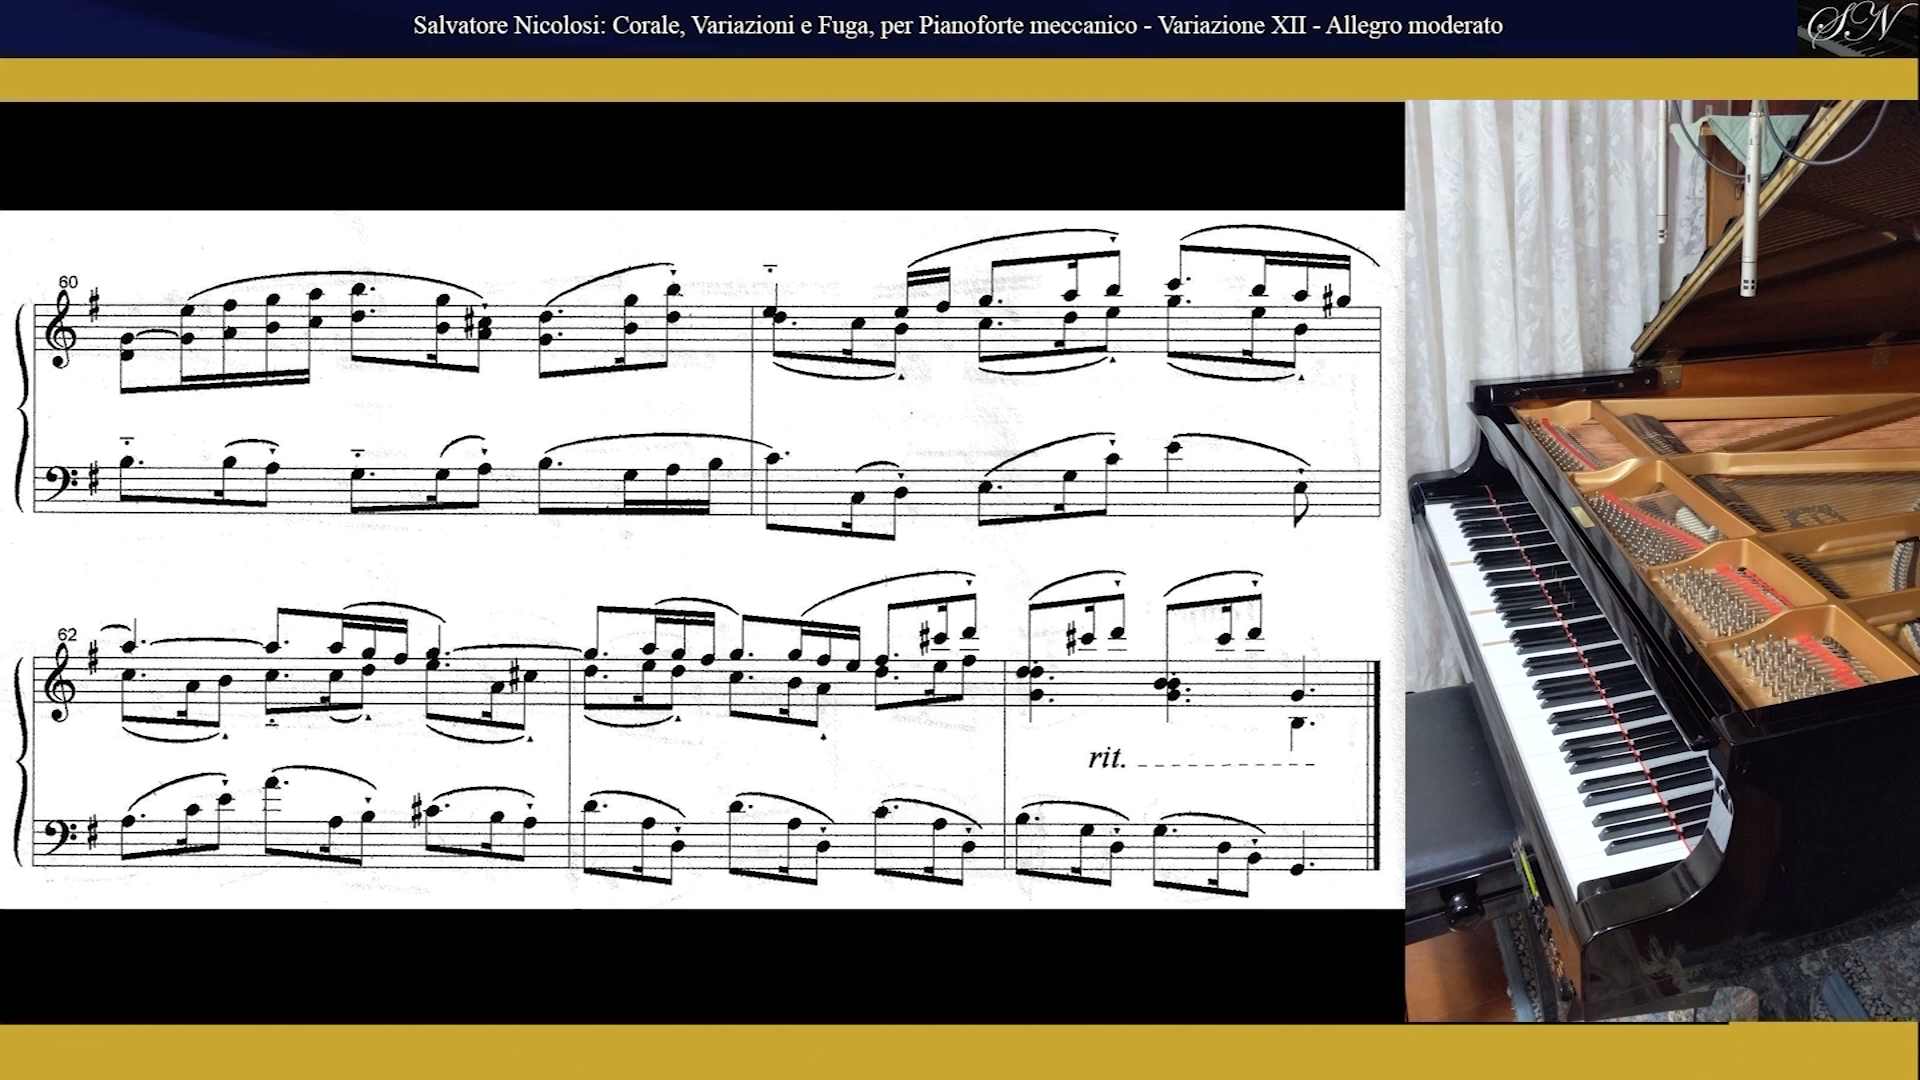 Salvatore Nicolosi: Corale, Variazioni e Fuga, per Pianoforte meccanico - Variazione XII - Allegro moderato
SN
60
62
rit.